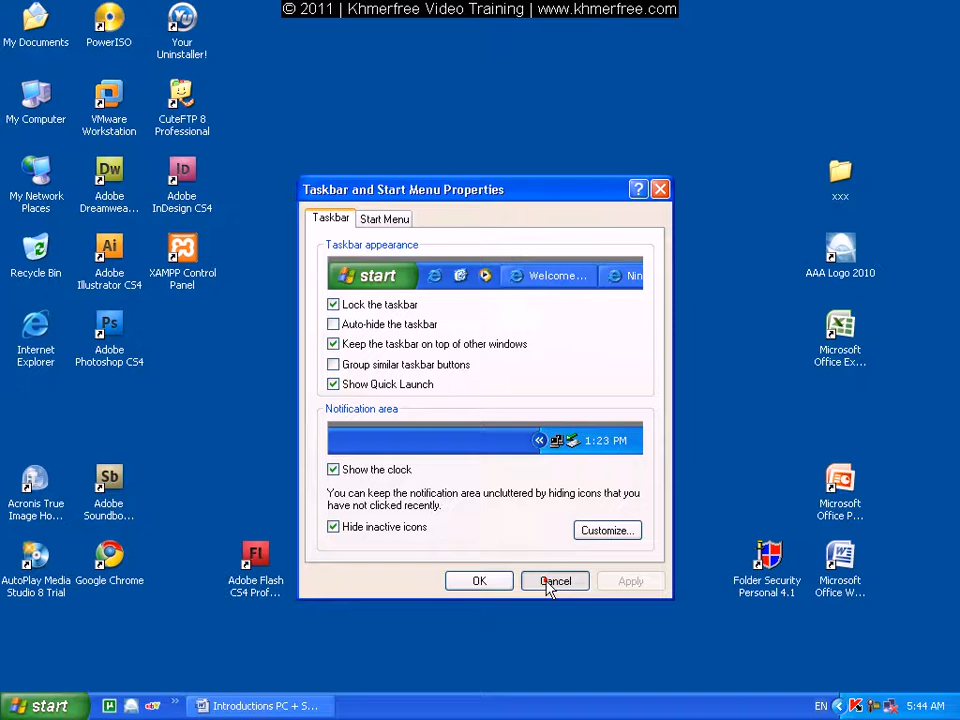 © 2011 | Khmerfree Video Training | www.khmerfree.com
My Documents
PowerISO
Your
Uninstaller!
My Computer
VMware
Workstation
CuteFTP 8
Professional
My Network
Places
Dw
Adobe
Dreamwea...
Id
Adobe
InDesign CS4
xxx
Recycle Bin
Ai
Adobe
Illustrator CS4
XAMPP Control
Panel
AAA Logo 2010
Internet
Explorer
Ps
Adobe
Photoshop CS4
Microsoft
Office Ex...
Acronis True
Image Ho...
Sb
Adobe
Soundbo...
Microsoft
Office P...
AutoPlay Media
Studio 8 Trial
Google Chrome
Fl
Adobe Flash
CS4 Prof...
Folder Security
Personal 4.1
Microsoft
Office W...
Taskbar and Start Menu Properties
Taskbar
Start Menu
Taskbar appearance
start
Welcome...
Nin
Lock the taskbar
Auto-hide the taskbar
Keep the taskbar on top of other windows
Group similar taskbar buttons
Show Quick Launch
Notification area
1:23 PM
Show the clock
You can keep the notification area uncluttered by hiding icons that you
have not clicked recently.
Hide inactive icons
Customize...
OK
Cancel
Apply
start
Introductions PC + S...
EN
5:44 AM